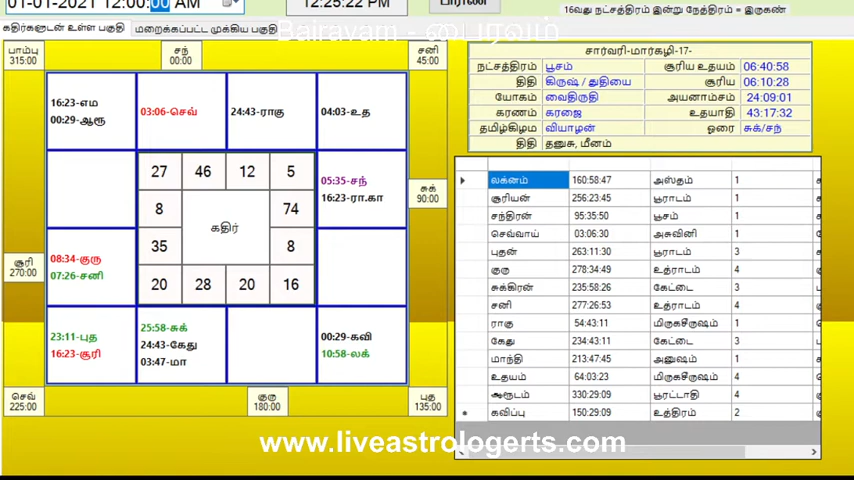 01-01-2021 12:00:00 AM
12:25:22 PM
Bairavam - பைரவம்
16வது நட்சத்திரம் இன்று நேத்திரம் = இருகண்
கதிர்களுடன் உள்ள பகுதி
மறைக்கப்பட்ட முக்கிய பகுதி
பாம்பு
315:00
சந்
00:00
சனி
45:00
16:23-எம
00:29-ஆரூ
03:06-செவ்
24:43-ராகு
04:03-உத
27 46 12 5
8 74
35 8
20 28 20 16
கதிர்
05:35-சந்
16:23-ரா.கா
சுக்
90:00
சூரி
270:00
08:34-குரு
07:26-சனி
23:11-புத
16:23-சூரி
25:58-சுக்
24:43-கேது
03:47-மா
00:29-கவி
10:58-லக்
செவ்
225:00
குரு
180:00
புத
135:00
சார்வரி-மார்கழி-17-
நட்சத்திரம் பூசம் சூரிய உதயம் 06:40:58
திதி கிருஷ் / துதியை சூரிய 06:10:28
யோகம் வைதிருதி அயனாம்சம் 24:09:01
கரணம் கரஜை உதயாதி 43:17:32
தமிழ்கிழம வியாழன் ஓரை சுக்/சந்
திதி தனுசு, மீனம்
லக்னம் 160:58:47 அஸ்தம் 1
சூரியன் 256:23:45 பூராடம் 1
சந்திரன் 95:35:50 பூசம் 1
செவ்வாய் 03:06:30 அசுவினி 1
புதன் 263:11:30 பூராடம் 3
குரு 278:34:49 உத்ராடம் 4
சுக்கிரன் 235:58:26 கேட்டை 3
சனி 277:26:53 உத்ராடம் 4
ராகு 54:43:11 மிருகசீருஷம் 1
கேது 234:43:11 கேட்டை 3
மாந்தி 213:47:45 அனுஷம் 1
உதயம் 64:03:23 மிருகசீருஷம் 4
ஆரூடம் 330:29:09 பூரட்டாதி 4
கவிப்பு 150:29:09 உத்திரம் 2
www.liveastrologerts.com